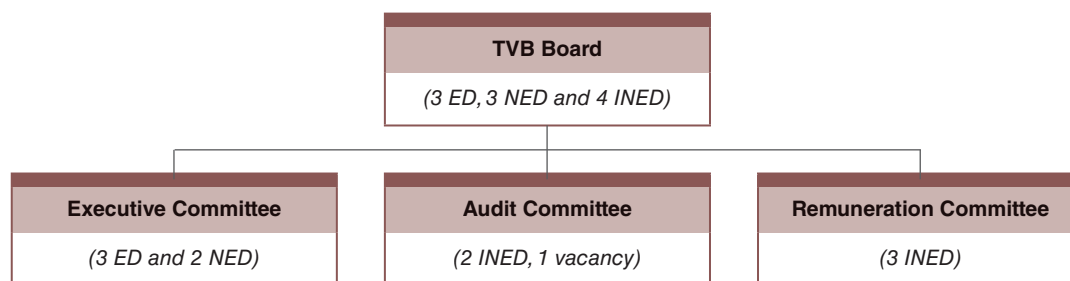 TVB Board
(3 ED, 3 NED and 4 INED)
Executive Committee
(3 ED and 2 NED)
Audit Committee
(2 INED, 1 vacancy)
Remuneration Committee
(3 INED)